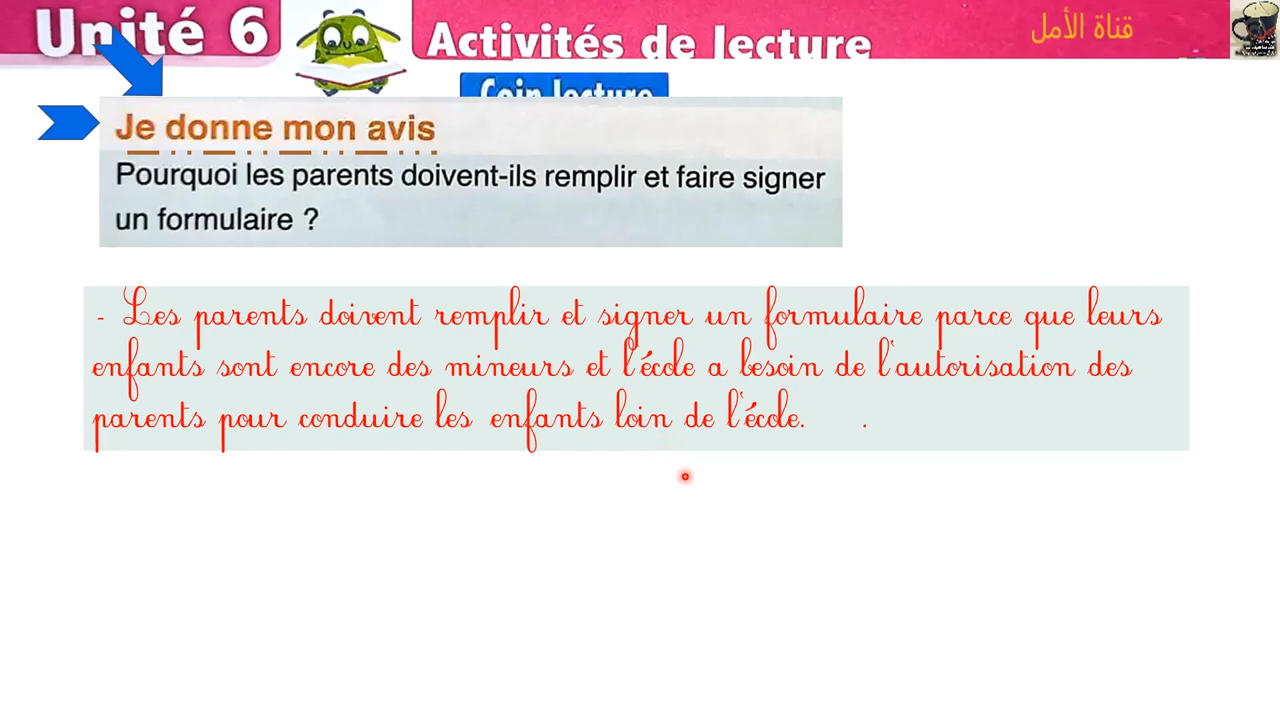 Unité 6
Activités de lecture
قناة الأمل
Coin lecture
Je donne mon avis
Pourquoi les parents doivent-ils remplir et faire signer
un formulaire ?
- Les parents doivent remplir et signer un formulaire parce que leurs
enfants sont encore des mineurs et l'école a besoin de l'autorisation des
parents pour conduire les enfants loin de l'école. .